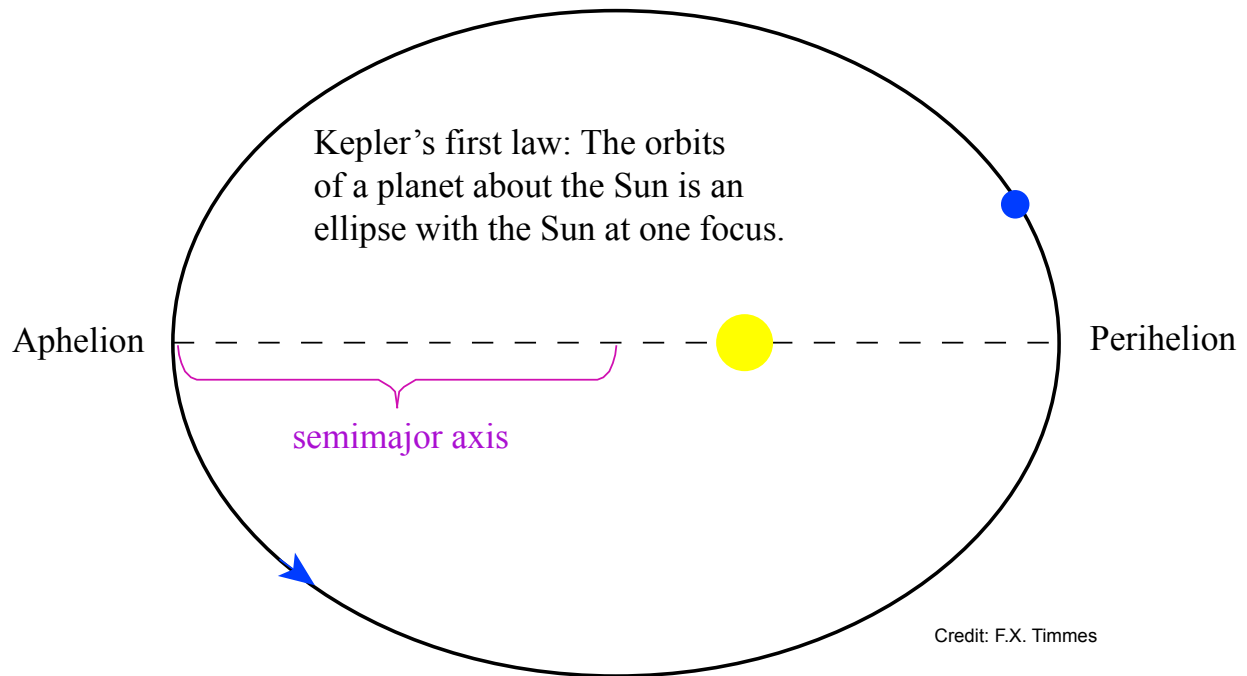 Kepler’s first law: The orbits
of a planet about the Sun is an
ellipse with the Sun at one focus.
Aphelion
Perihelion
semimajor axis
Credit: F.X. Timmes